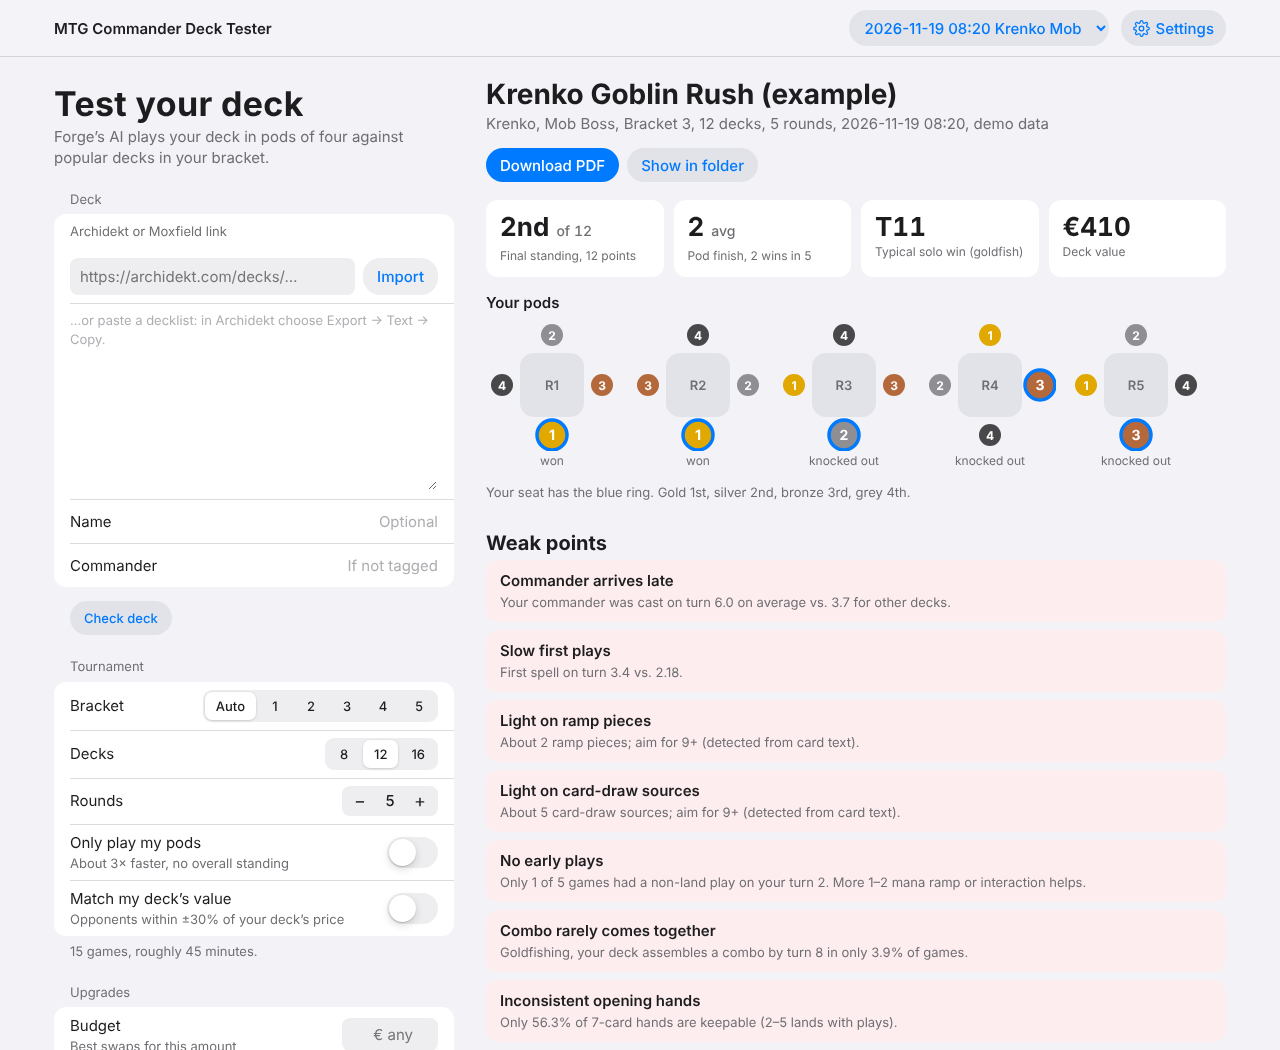 MTG Commander Deck Tester
2026-11-19 08:20 Krenko Mob
Settings
Test your deck
Forge's AI plays your deck in pods of four against
popular decks in your bracket.
Deck
Archidekt or Moxfield link
https://archidekt.com/decks/...
Import
...or paste a decklist: in Archidekt choose Export → Text →
Copy.
Name
Optional
Commander
If not tagged
Check deck
Tournament
Bracket
Auto 1 2 3 4 5
Decks
8 12 16
Rounds
− 5 +
Only play my pods
About 3× faster, no overall standing
Match my deck's value
Opponents within ±30% of your deck's price
15 games, roughly 45 minutes.
Upgrades
Budget
€ any
Best swaps for this amount
Krenko Goblin Rush (example)
Krenko, Mob Boss, Bracket 3, 12 decks, 5 rounds, 2026-11-19 08:20, demo data
Download PDF
Show in folder
2nd of 12
Final standing, 12 points
2 avg
Pod finish, 2 wins in 5
T11
Typical solo win (goldfish)
€410
Deck value
Your pods
2 4 4 1 2
4 R1 3 3 R2 2 1 R3 3 2 R4 3 1 R5 4
1 1 2 4 3
won won knocked out knocked out knocked out
Your seat has the blue ring. Gold 1st, silver 2nd, bronze 3rd, grey 4th.
Weak points
Commander arrives late
Your commander was cast on turn 6.0 on average vs. 3.7 for other decks.
Slow first plays
First spell on turn 3.4 vs. 2.18.
Light on ramp pieces
About 2 ramp pieces; aim for 9+ (detected from card text).
Light on card-draw sources
About 5 card-draw sources; aim for 9+ (detected from card text).
No early plays
Only 1 of 5 games had a non-land play on your turn 2. More 1–2 mana ramp or interaction helps.
Combo rarely comes together
Goldfishing, your deck assembles a combo by turn 8 in only 3.9% of games.
Inconsistent opening hands
Only 56.3% of 7-card hands are keepable (2–5 lands with plays).